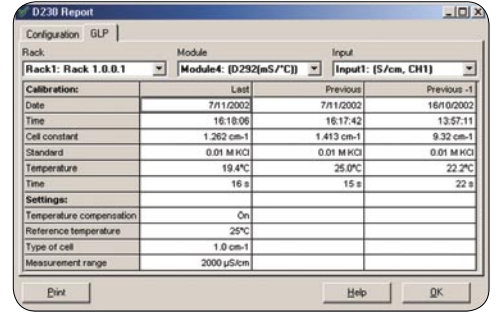 D230 Report
Configuration GLP
Rack Module Input
Rack1: Rack 1.0.0.1 Module4: (D292(mS/°C)) Input1: (S/cm, CH1)
Calibration: Last Previous Previous -1
Date 7/11/2002 7/11/2002 16/10/2002
Time 16:18:06 16:17:42 13:57:11
Cell constant 1.262 cm-1 1.413 cm-1 9.32 cm-1
Standard 0.01 M KCl 0.01 M KCl 0.01 M KCl
Temperature 19.4°C 25.0°C 22.2°C
Time 16 s 15 s 22 s
Settings:
Temperature compensation On
Reference temperature 25°C
Type of cell 1.0 cm-1
Measurement range 2000 µS/cm
Print Help OK